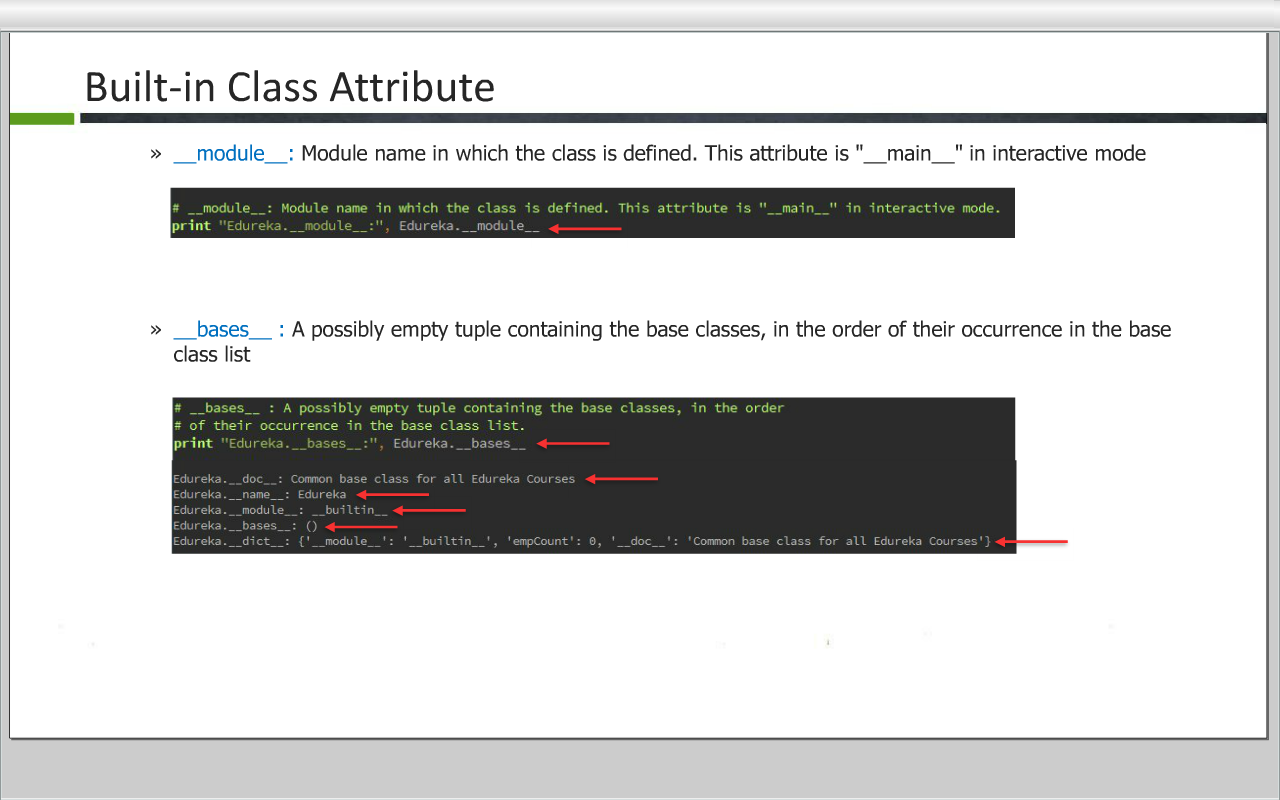 Built-in Class Attribute
» __module__: Module name in which the class is defined. This attribute is "__main__" in interactive mode
# __module__: Module name in which the class is defined. This attribute is "__main__" in interactive mode.
print "Edureka.__module__:", Edureka.__module__
» __bases__ : A possibly empty tuple containing the base classes, in the order of their occurrence in the base
class list
# __bases__ : A possibly empty tuple containing the base classes, in the order
# of their occurrence in the base class list.
print "Edureka.__bases__:", Edureka.__bases__
Edureka.__doc__: Common base class for all Edureka Courses
Edureka.__name__: Edureka
Edureka.__module__: __builtin__
Edureka.__bases__: ()
Edureka.__dict__: {'__module__': '__builtin__', 'empCount': 0, '__doc__': 'Common base class for all Edureka Courses'}